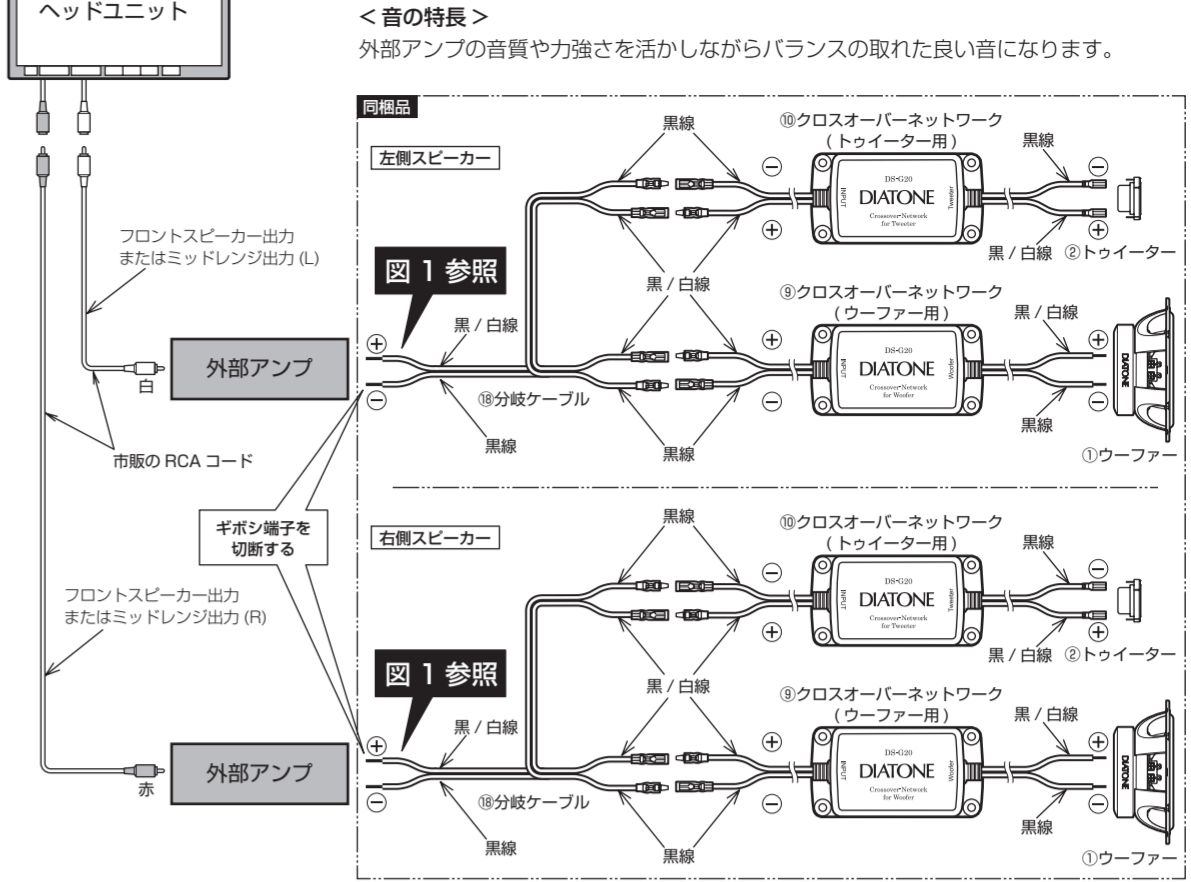 ヘッドユニット
＜音の特長＞
外部アンプの音質や力強さを活かしながらバランスの取れた良い音になります。
同梱品
左側スピーカー
黒線
⑩クロスオーバーネットワーク
(トゥイーター用)
黒線
⊖
⊖
INPUT
DS-G20
DIATONE
Crossover-Network
for Tweeter
Tweeter
⊕
⊕
黒 / 白線
②トゥイーター
フロントスピーカー出力
またはミッドレンジ出力 (L)
図 1 参照
黒 / 白線
⑨クロスオーバーネットワーク
(ウーファー用)
黒 / 白線
黒 / 白線
⊕
⊕
⊕
外部アンプ
白
INPUT
DS-G20
DIATONE
Crossover-Network
for Woofer
Woofer
DIATONE
⊖
⑱分岐ケーブル
⊖
⊖
黒線
黒線
黒線
①ウーファー
市販の RCA コード
ギボシ端子を
切断する
右側スピーカー
黒線
⑩クロスオーバーネットワーク
(トゥイーター用)
黒線
⊖
⊖
INPUT
DS-G20
DIATONE
Crossover-Network
for Tweeter
Tweeter
⊕
⊕
黒 / 白線
②トゥイーター
フロントスピーカー出力
またはミッドレンジ出力 (R)
図 1 参照
黒 / 白線
⑨クロスオーバーネットワーク
(ウーファー用)
黒 / 白線
黒 / 白線
⊕
⊕
⊕
外部アンプ
赤
INPUT
DS-G20
DIATONE
Crossover-Network
for Woofer
Woofer
DIATONE
⊖
⑱分岐ケーブル
⊖
⊖
黒線
黒線
黒線
①ウーファー